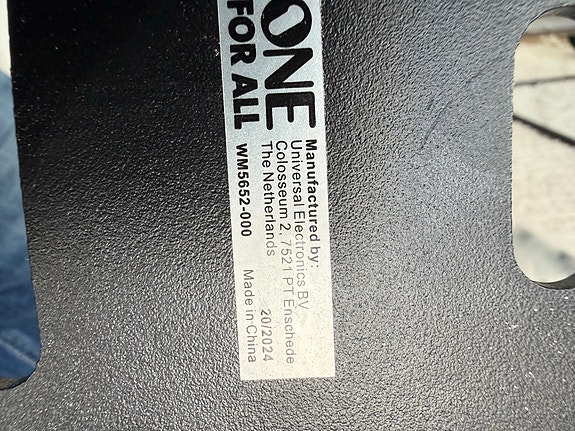 ONE
FOR ALL
Manufactured by:
Universal Electronics BV
Colosseum 2, 7521 PT Enschede
The Netherlands 20/2024
WM5652-000 Made in China